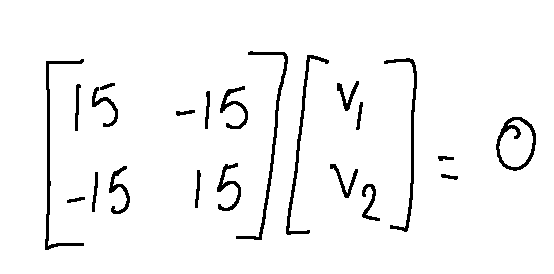 [15 -15] [v₁] = 0
[-15 15] [v₂]